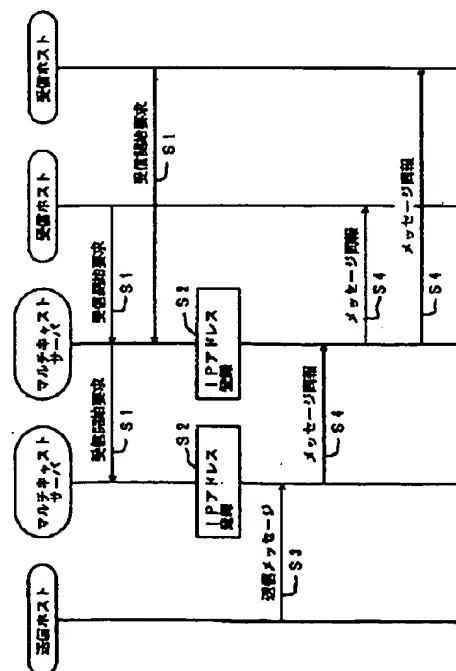 送信ホスト
マルチキャスト
サーバ
マルチキャスト
サーバ
受信ホスト
受信ホスト
受信開始要求
S1
受信開始要求
S1
受信開始要求
S1
S2
IPアドレス
登録
S2
IPアドレス
登録
送信メッセージ
S3
メッセージ同報
S4
メッセージ同報
S4
メッセージ同報
S4